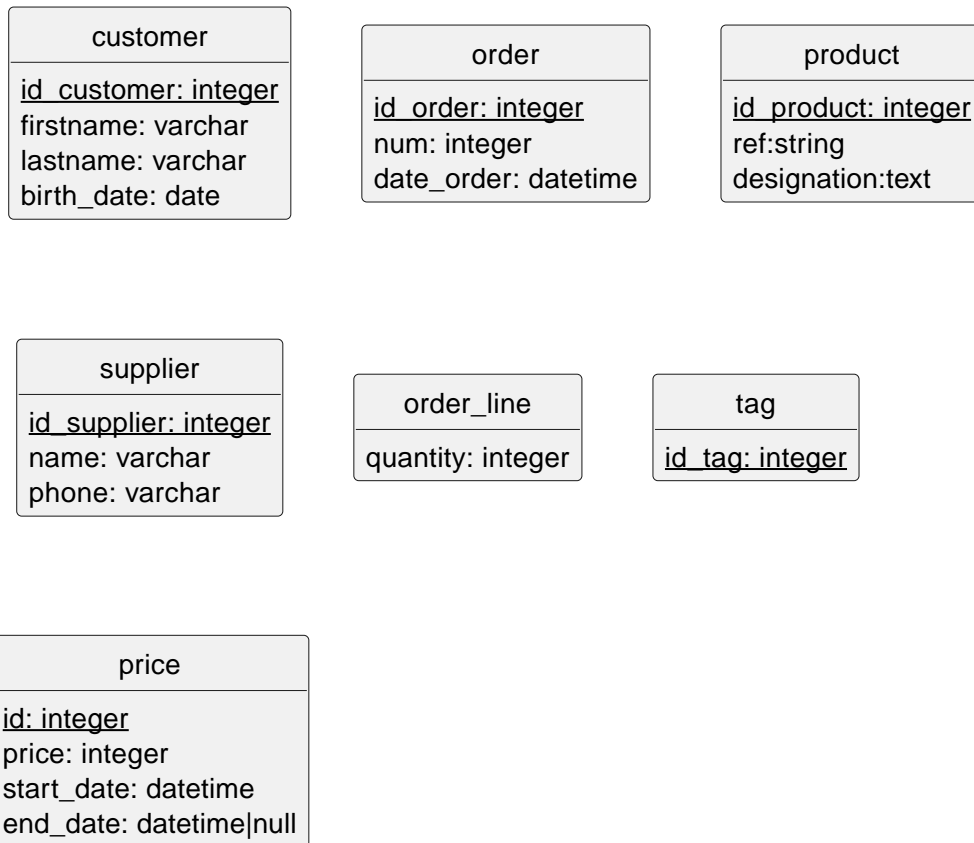 customer
id_customer: integer
firstname: varchar
lastname: varchar
birth_date: date
order
id_order: integer
num: integer
date_order: datetime
product
id_product: integer
ref:string
designation:text
supplier
id_supplier: integer
name: varchar
phone: varchar
order_line
quantity: integer
tag
id_tag: integer
price
id: integer
price: integer
start_date: datetime
end_date: datetime|null